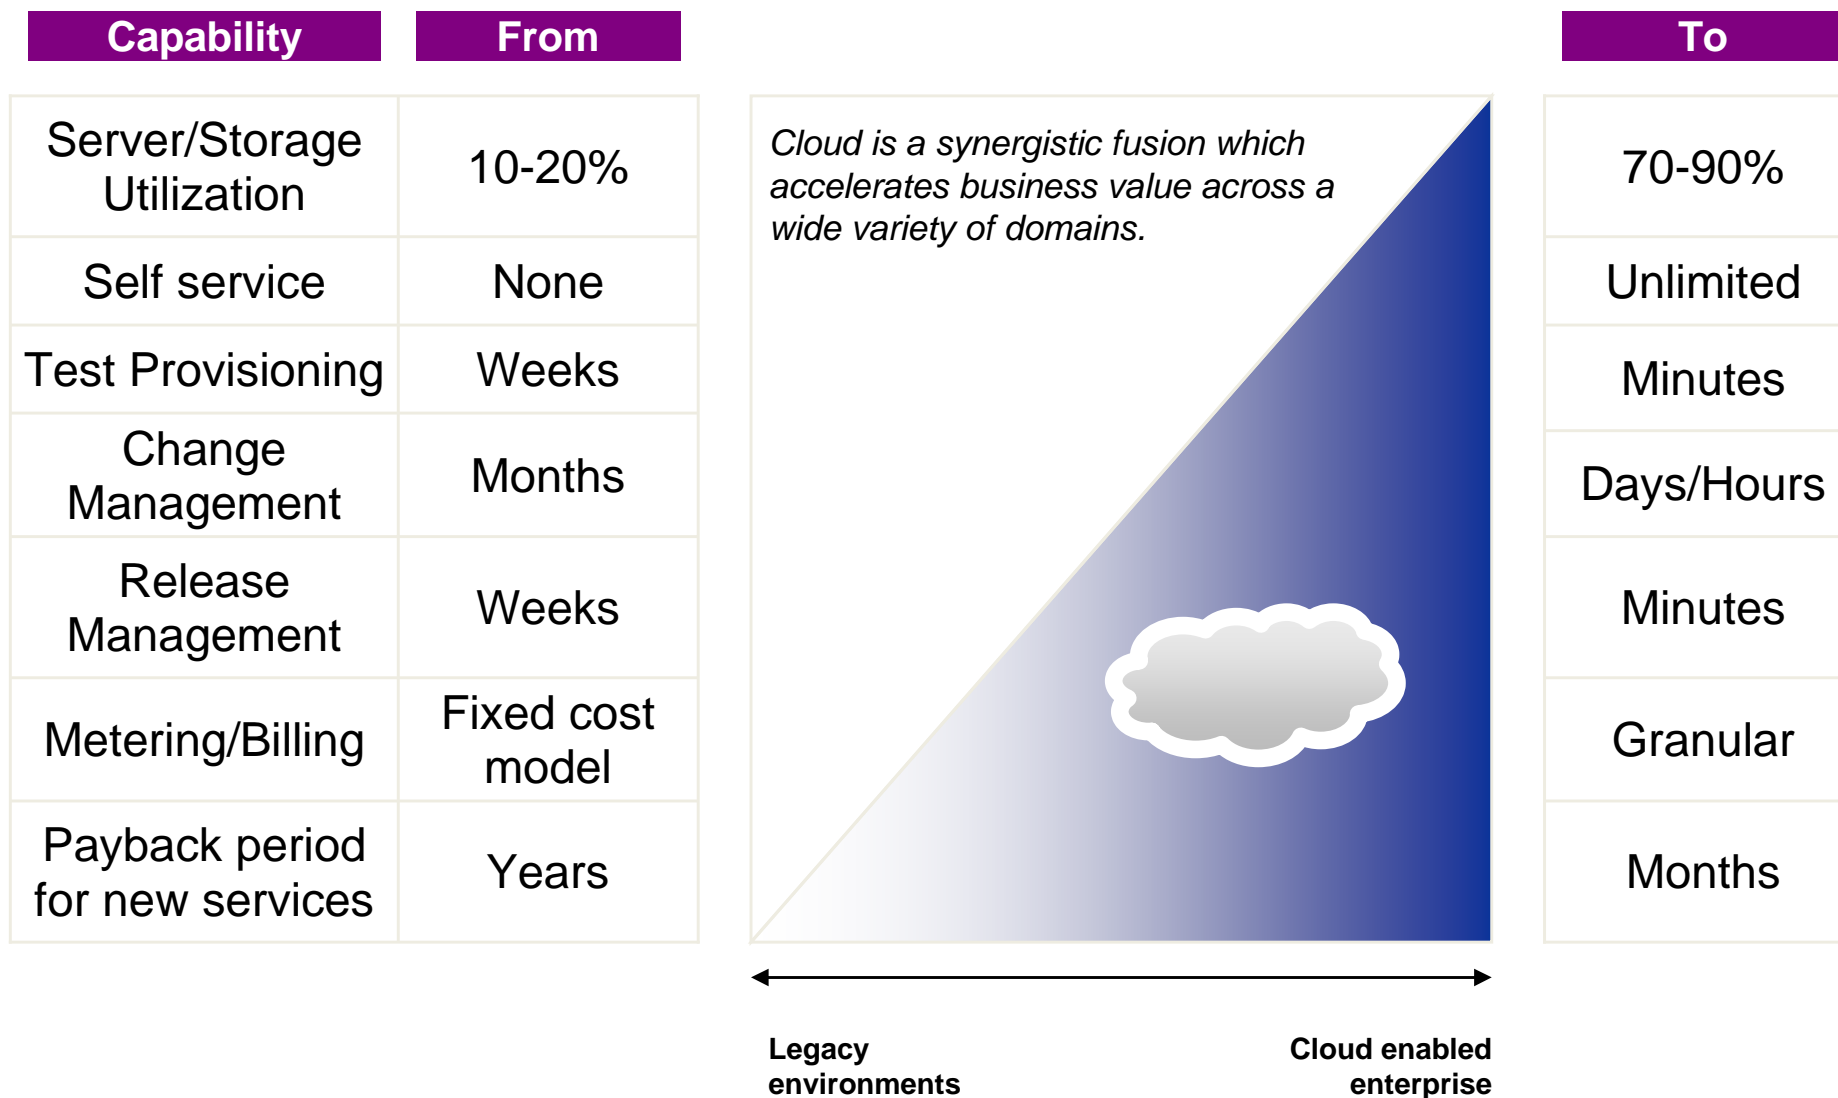 Capability
From
To
Server/Storage
Utilization
10-20%
Cloud is a synergistic fusion which
accelerates business value across a
wide variety of domains.
70-90%
Self service
None
Unlimited
Test Provisioning
Weeks
Minutes
Change
Management
Months
Days/Hours
Release
Management
Weeks
Minutes
Metering/Billing
Fixed cost
model
Granular
Payback period
for new services
Years
Months
Legacy
environments
Cloud enabled
enterprise